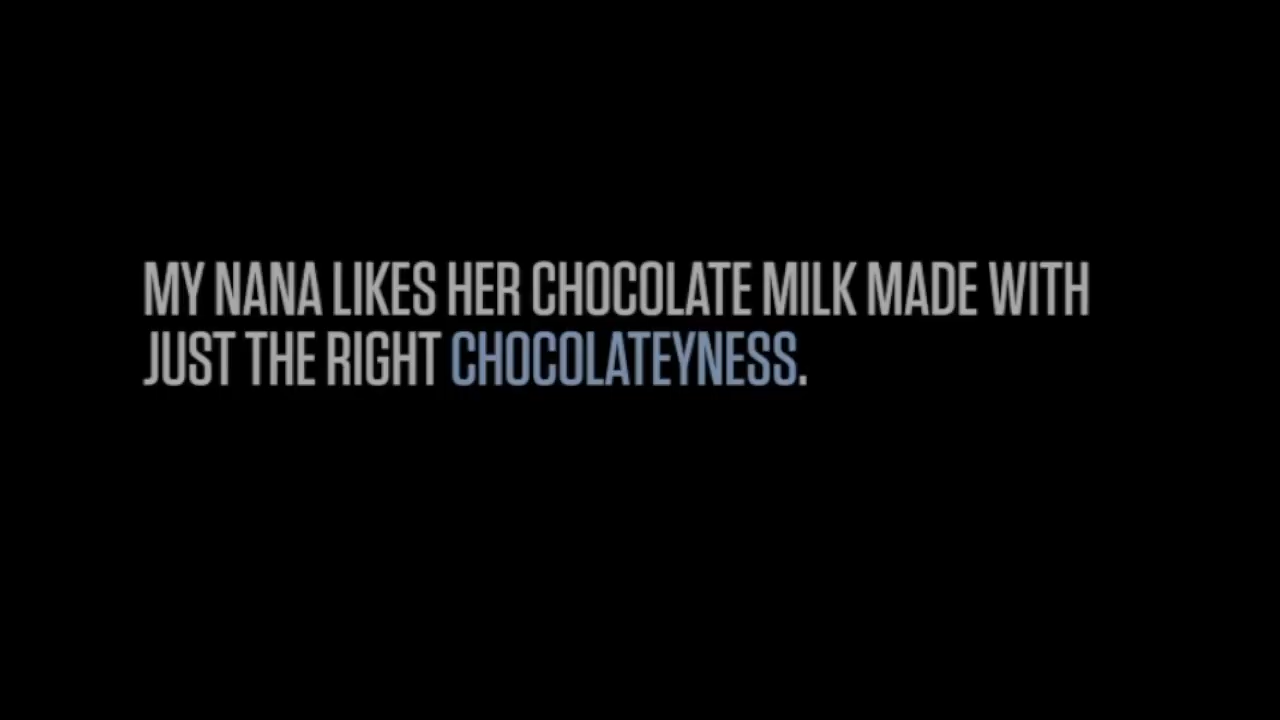 MY NANA LIKES HER CHOCOLATE MILK MADE WITH
JUST THE RIGHT CHOCOLATEYNESS.